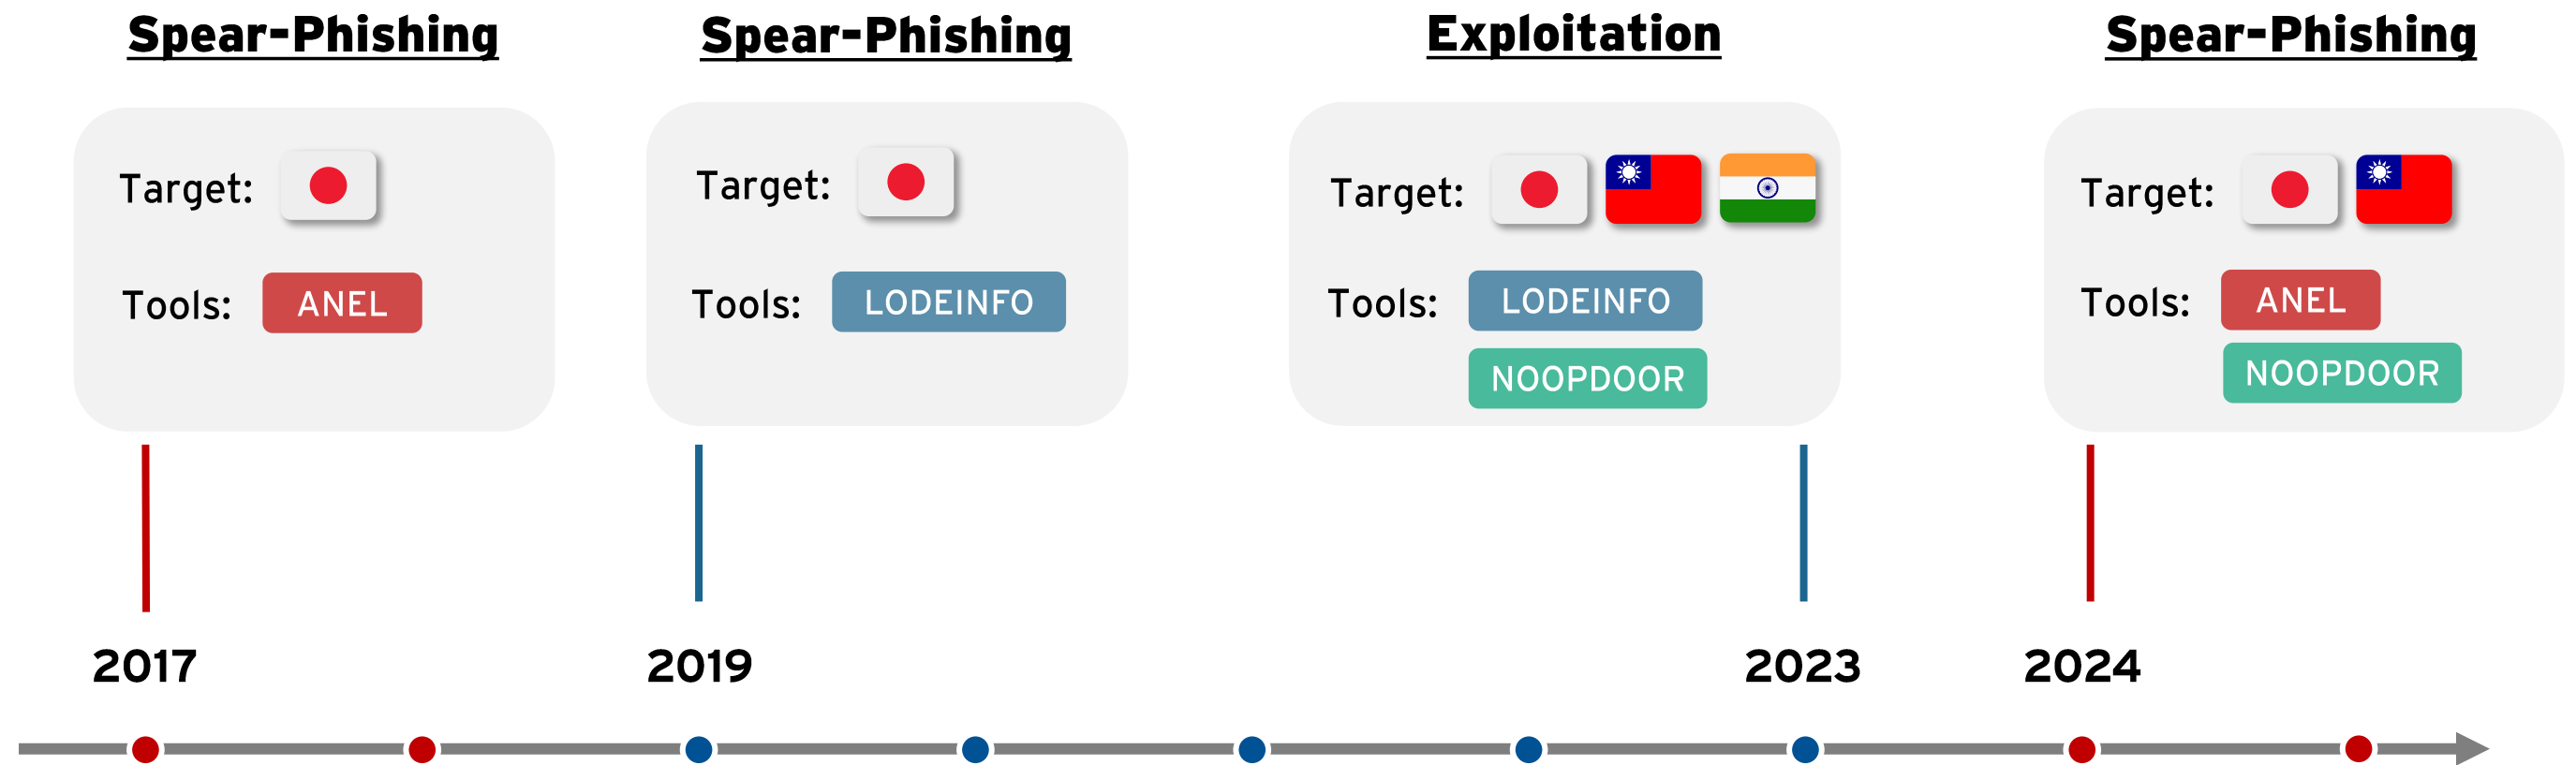 Spear-Phishing
Target:
Tools: ANEL
Spear-Phishing
Target:
Tools: LODEINFO
Exploitation
Target:
Tools: LODEINFO
NOOPDOOR
Spear-Phishing
Target:
Tools: ANEL
NOOPDOOR
2017
2019
2023
2024